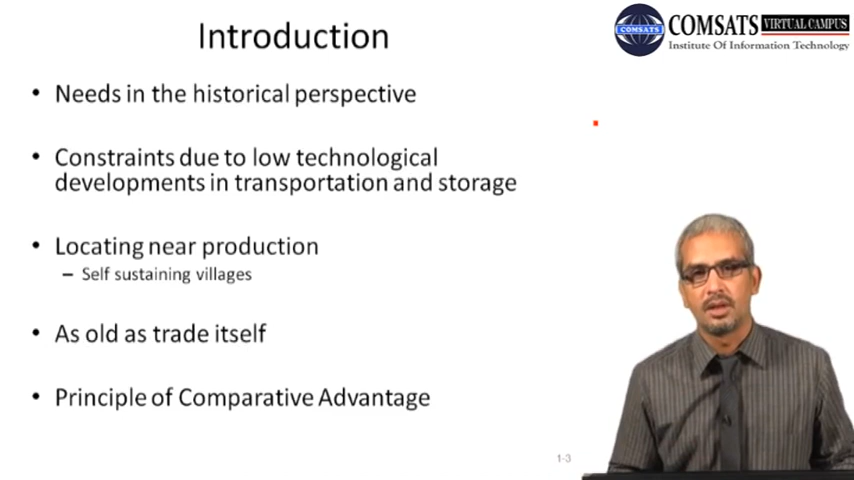 Introduction
COMSATS VIRTUAL CAMPUS
Institute Of Information Technology
COMSATS
• Needs in the historical perspective
• Constraints due to low technological
developments in transportation and storage
• Locating near production
– Self sustaining villages
• As old as trade itself
• Principle of Comparative Advantage
1-3